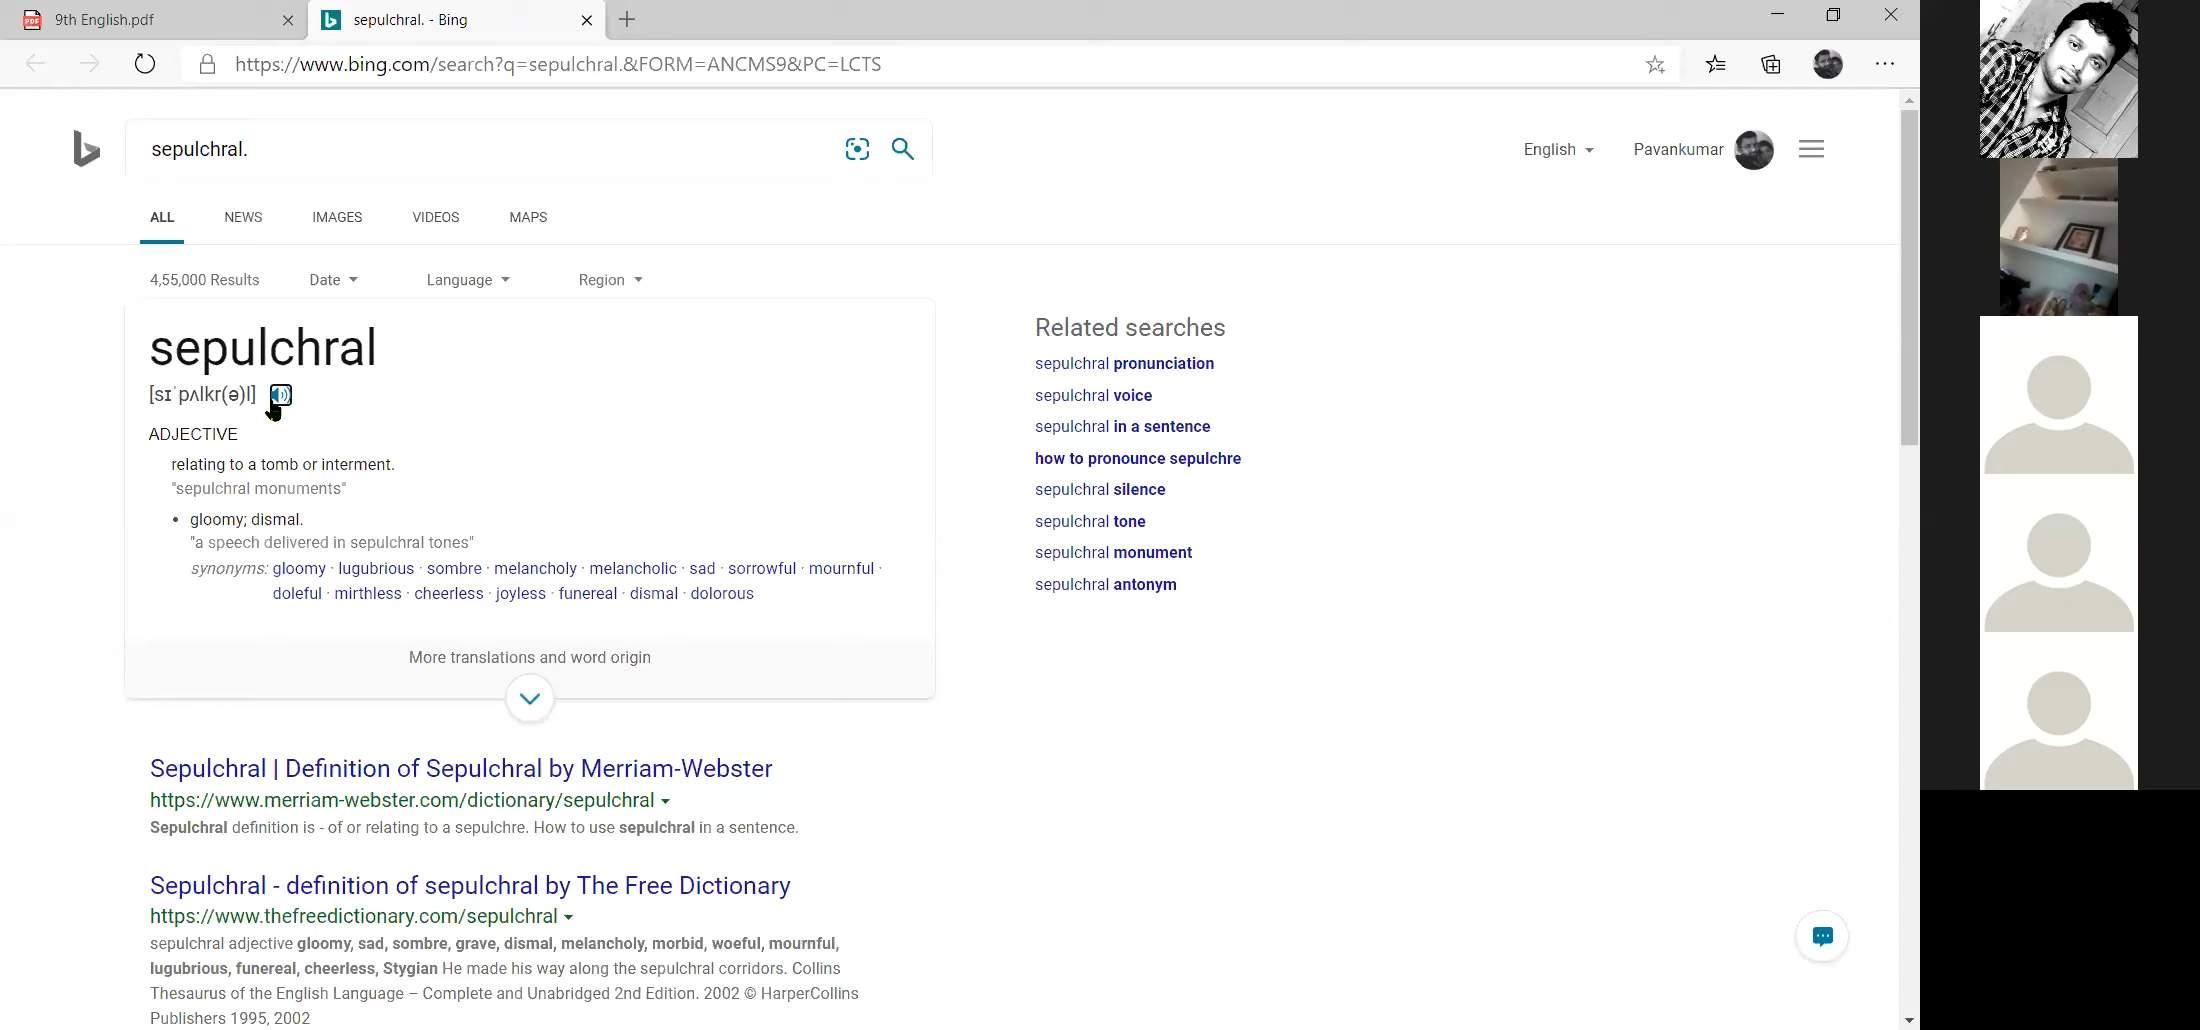 9th English.pdf
sepulchral. - Bing
https://www.bing.com/search?q=sepulchral.&FORM=ANCMS9&PC=LCTS
sepulchral.
English
Pavankumar
ALL NEWS IMAGES VIDEOS MAPS
4,55,000 Results Date Language Region
sepulchral
[sɪˈpʌlkr(ə)l]
ADJECTIVE
relating to a tomb or interment.
"sepulchral monuments"
• gloomy; dismal.
"a speech delivered in sepulchral tones"
synonyms: gloomy · lugubrious · sombre · melancholy · melancholic · sad · sorrowful · mournful ·
doleful · mirthless · cheerless · joyless · funereal · dismal · dolorous
More translations and word origin
Sepulchral | Definition of Sepulchral by Merriam-Webster
https://www.merriam-webster.com/dictionary/sepulchral
Sepulchral definition is - of or relating to a sepulchre. How to use sepulchral in a sentence.
Sepulchral - definition of sepulchral by The Free Dictionary
https://www.thefreedictionary.com/sepulchral
sepulchral adjective gloomy, sad, sombre, grave, dismal, melancholy, morbid, woeful, mournful,
lugubrious, funereal, cheerless, Stygian He made his way along the sepulchral corridors. Collins
Thesaurus of the English Language – Complete and Unabridged 2nd Edition. 2002 © HarperCollins
Publishers 1995, 2002
Related searches
sepulchral pronunciation
sepulchral voice
sepulchral in a sentence
how to pronounce sepulchre
sepulchral silence
sepulchral tone
sepulchral monument
sepulchral antonym